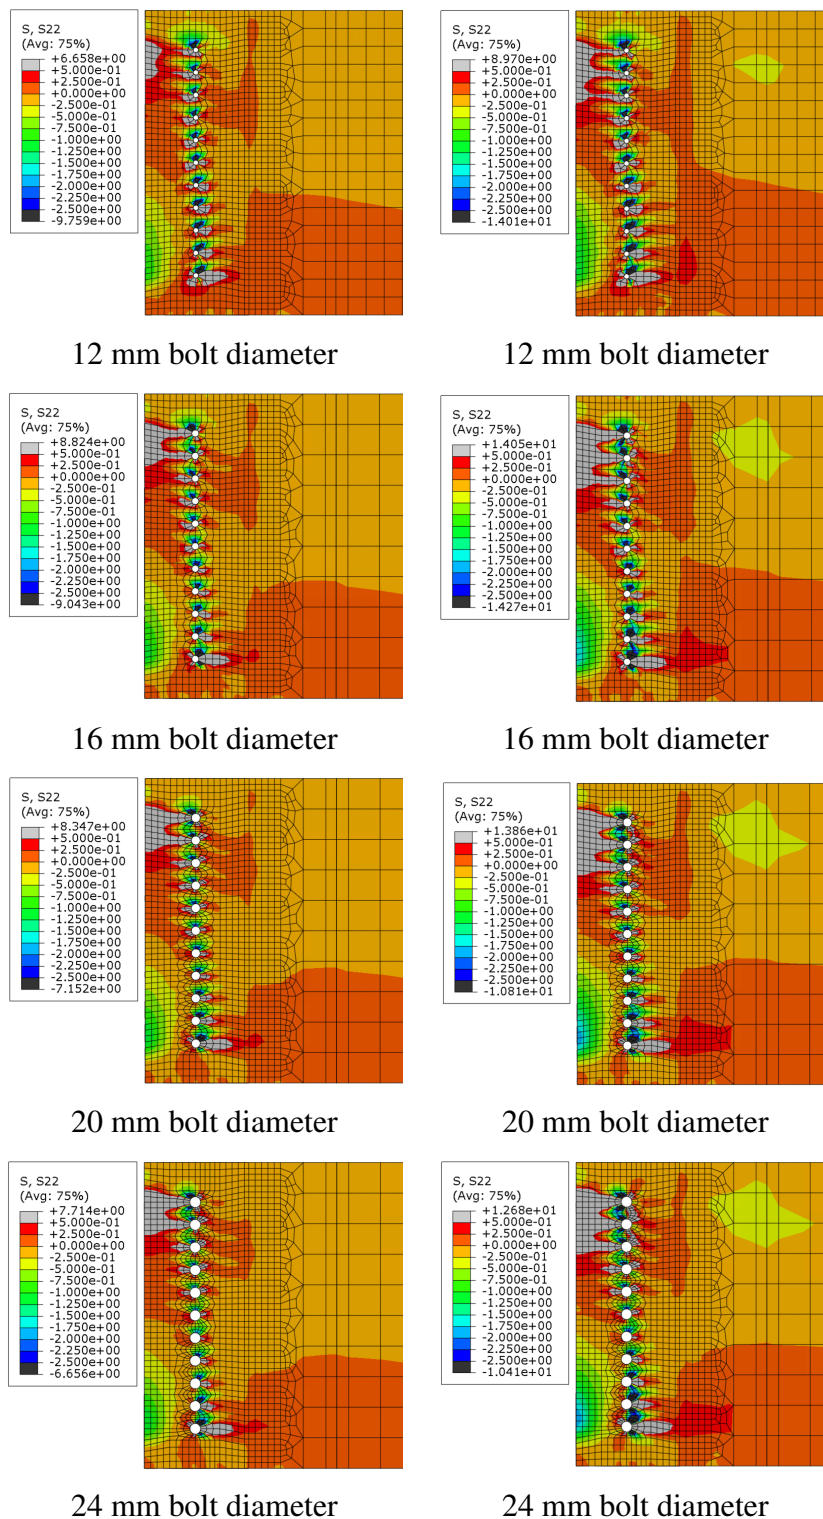 S, S22
(Avg: 75%)
+6.658e+00
+5.000e-01
+2.500e-01
+0.000e+00
-2.500e-01
-5.000e-01
-7.500e-01
-1.000e+00
-1.250e+00
-1.500e+00
-1.750e+00
-2.000e+00
-2.250e+00
-2.500e+00
-9.759e+00
12 mm bolt diameter
S, S22
(Avg: 75%)
+8.970e+00
+5.000e-01
+2.500e-01
+0.000e+00
-2.500e-01
-5.000e-01
-7.500e-01
-1.000e+00
-1.250e+00
-1.500e+00
-1.750e+00
-2.000e+00
-2.250e+00
-2.500e+00
-1.401e+01
12 mm bolt diameter
S, S22
(Avg: 75%)
+8.824e+00
+5.000e-01
+2.500e-01
+0.000e+00
-2.500e-01
-5.000e-01
-7.500e-01
-1.000e+00
-1.250e+00
-1.500e+00
-1.750e+00
-2.000e+00
-2.250e+00
-2.500e+00
-9.043e+00
16 mm bolt diameter
S, S22
(Avg: 75%)
+1.405e+01
+5.000e-01
+2.500e-01
+0.000e+00
-2.500e-01
-5.000e-01
-7.500e-01
-1.000e+00
-1.250e+00
-1.500e+00
-1.750e+00
-2.000e+00
-2.250e+00
-2.500e+00
-1.427e+01
16 mm bolt diameter
S, S22
(Avg: 75%)
+8.347e+00
+5.000e-01
+2.500e-01
+0.000e+00
-2.500e-01
-5.000e-01
-7.500e-01
-1.000e+00
-1.250e+00
-1.500e+00
-1.750e+00
-2.000e+00
-2.250e+00
-2.500e+00
-7.152e+00
20 mm bolt diameter
S, S22
(Avg: 75%)
+1.386e+01
+5.000e-01
+2.500e-01
+0.000e+00
-2.500e-01
-5.000e-01
-7.500e-01
-1.000e+00
-1.250e+00
-1.500e+00
-1.750e+00
-2.000e+00
-2.250e+00
-2.500e+00
-1.081e+01
20 mm bolt diameter
S, S22
(Avg: 75%)
+7.714e+00
+5.000e-01
+2.500e-01
+0.000e+00
-2.500e-01
-5.000e-01
-7.500e-01
-1.000e+00
-1.250e+00
-1.500e+00
-1.750e+00
-2.000e+00
-2.250e+00
-2.500e+00
-6.656e+00
24 mm bolt diameter
S, S22
(Avg: 75%)
+1.268e+01
+5.000e-01
+2.500e-01
+0.000e+00
-2.500e-01
-5.000e-01
-7.500e-01
-1.000e+00
-1.250e+00
-1.500e+00
-1.750e+00
-2.000e+00
-2.250e+00
-2.500e+00
-1.041e+01
24 mm bolt diameter